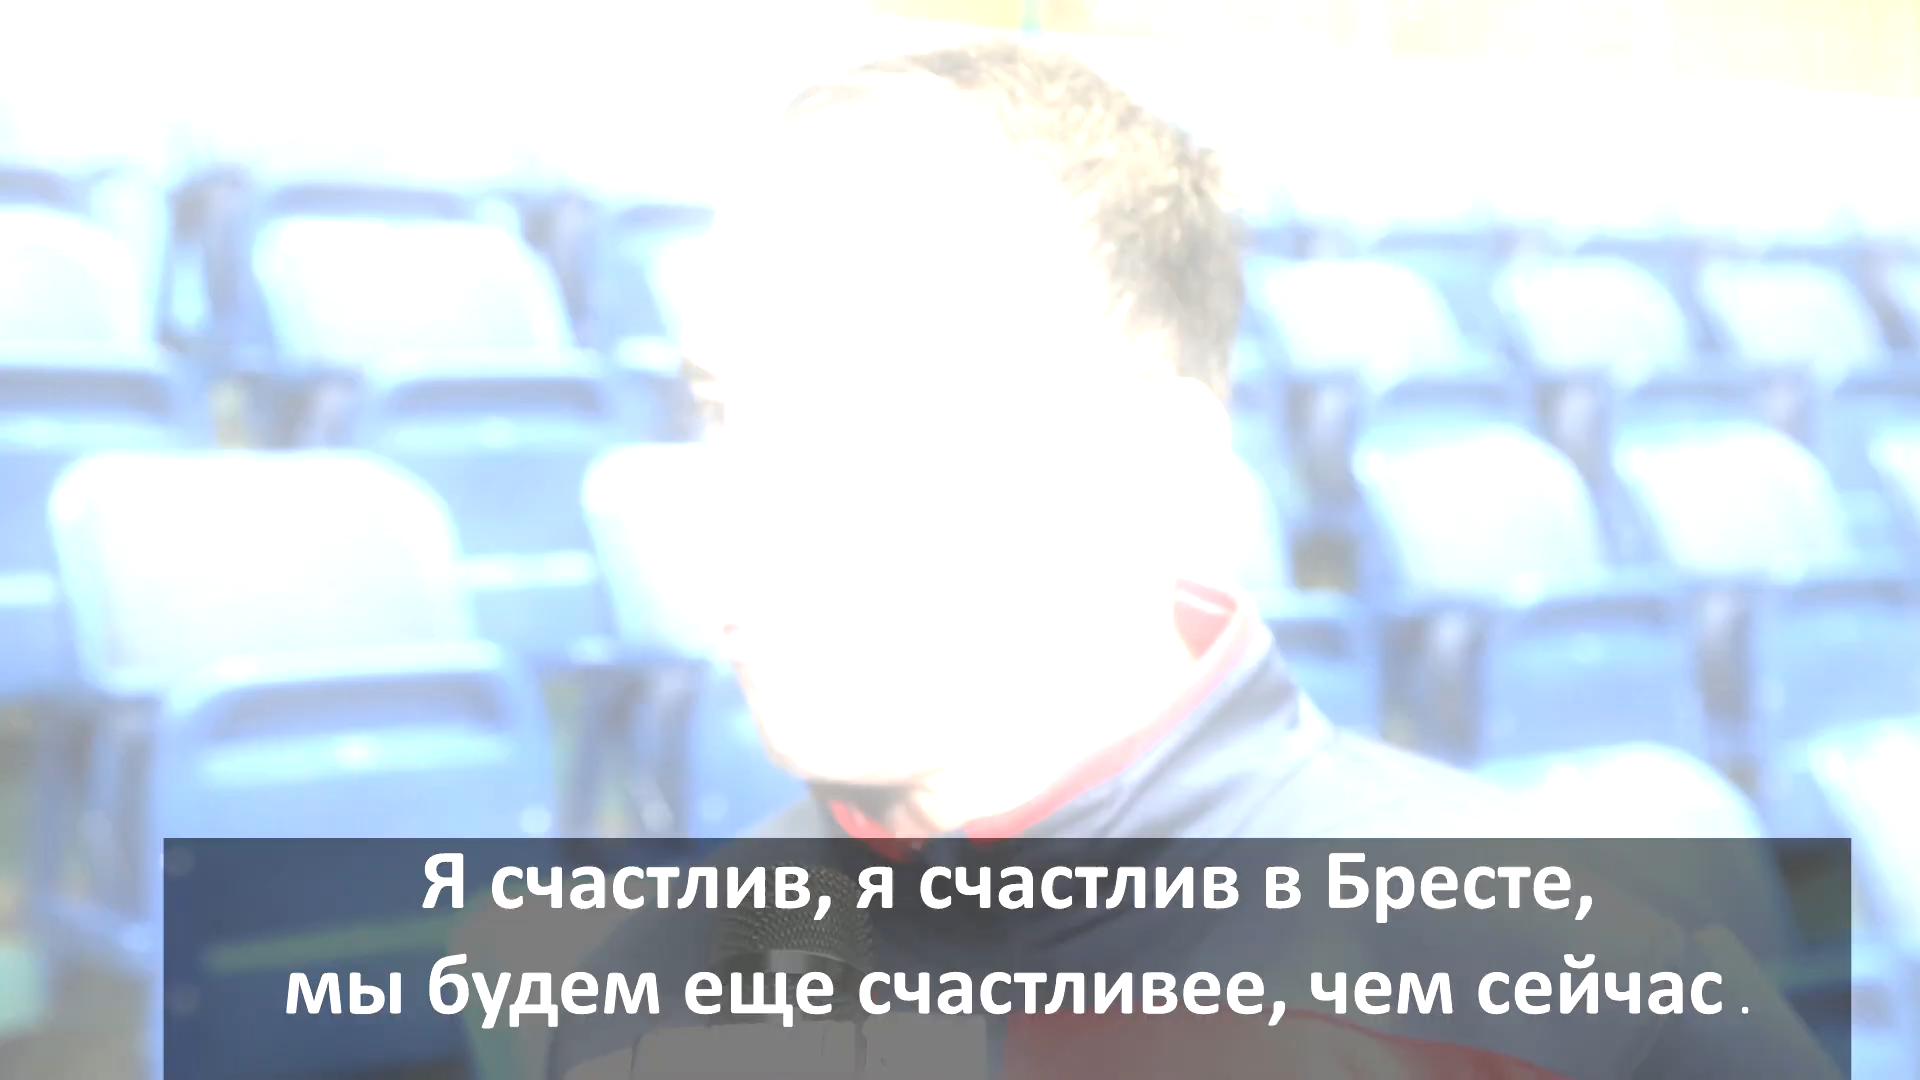 Я счастлив, я счастлив в Бресте,
мы будем еще счастливее, чем сейчас .